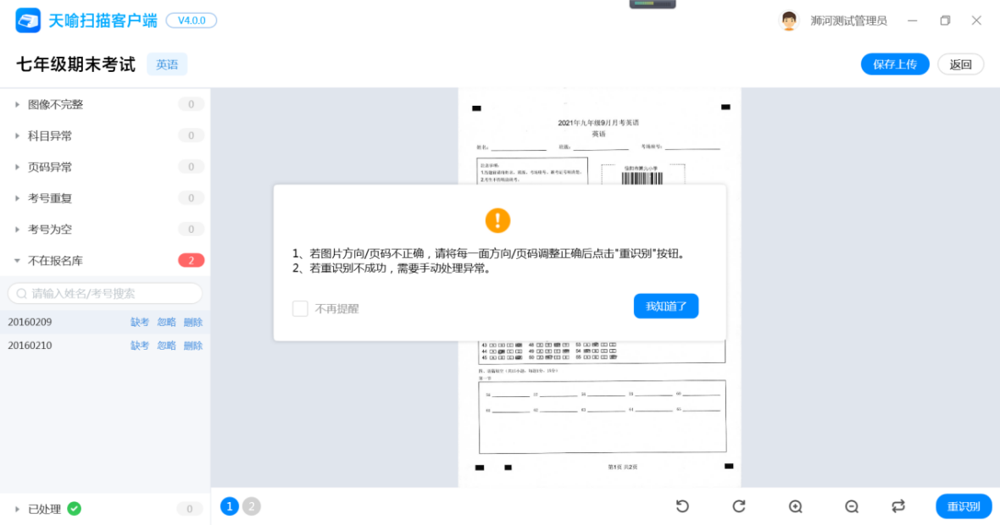 天喻扫描客户端 V4.0.0
浉河测试管理员
七年级期末考试 英语
保存上传 返回
图像不完整 0
科目异常 0
页码异常 0
考号重复 0
考号为空 0
不在报名库 2
请输入姓名/考号搜索
20160209 缺考 忽略 删除
20160210 缺考 忽略 删除
已处理 0
2021年九年级9月月考英语
英语
姓名: 班级: 考场座号:
信阳市第九小学
1、若图片方向/页码不正确，请将每一面方向/页码调整正确后点击"重识别"按钮。
2、若重识别不成功，需要手动处理异常。
不再提醒 我知道了
第1页 共2页
1 2
重识别